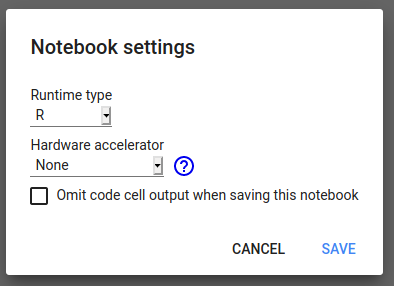 Notebook settings
Runtime type
R
Hardware accelerator
None
?
Omit code cell output when saving this notebook
CANCEL SAVE